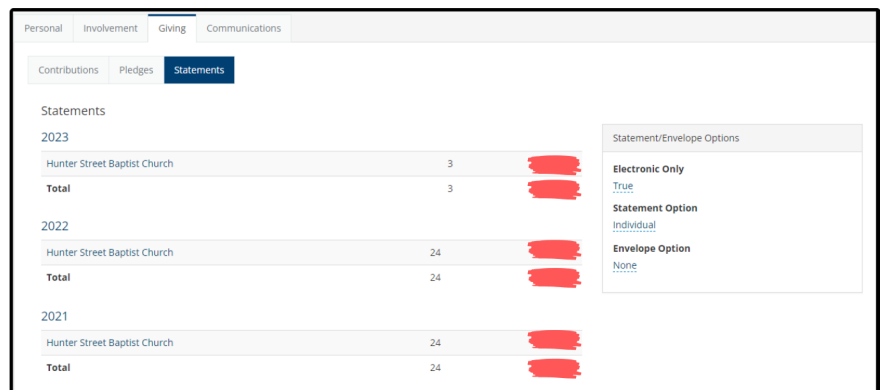 Personal Involvement Giving Communications
Contributions Pledges Statements
Statements
2023
Hunter Street Baptist Church 3
Total 3
2022
Hunter Street Baptist Church 24
Total 24
2021
Hunter Street Baptist Church 24
Total 24
Statement/Envelope Options
Electronic Only
True
Statement Option
Individual
Envelope Option
None